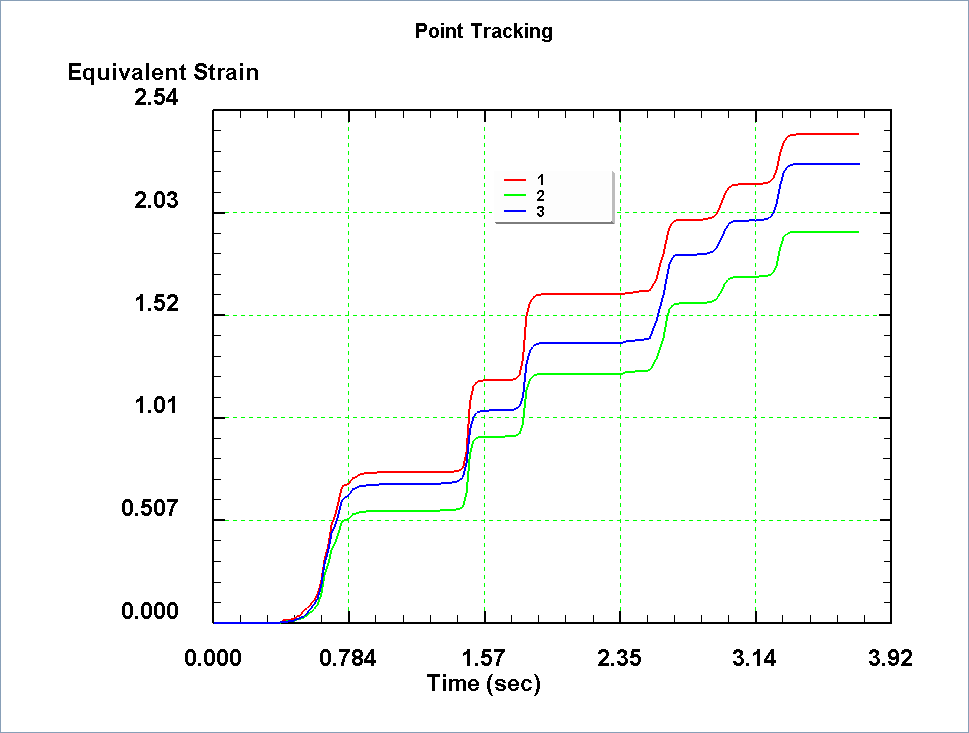 Point Tracking
Equivalent Strain
2.54
2.03
1.52
1.01
0.507
0.000
1
2
3
0.000 0.784 1.57 2.35 3.14 3.92
Time (sec)